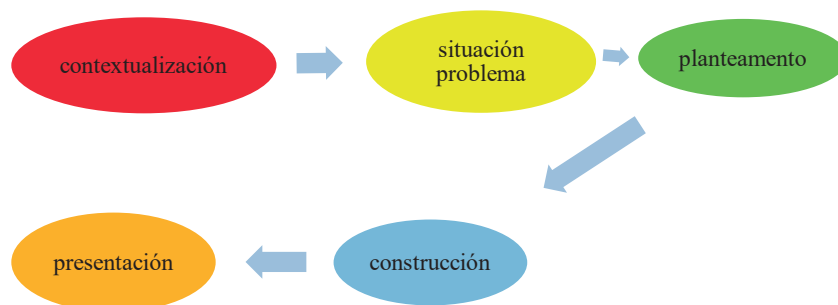 contextualización
situación
problema
planteamento
construcción
presentación